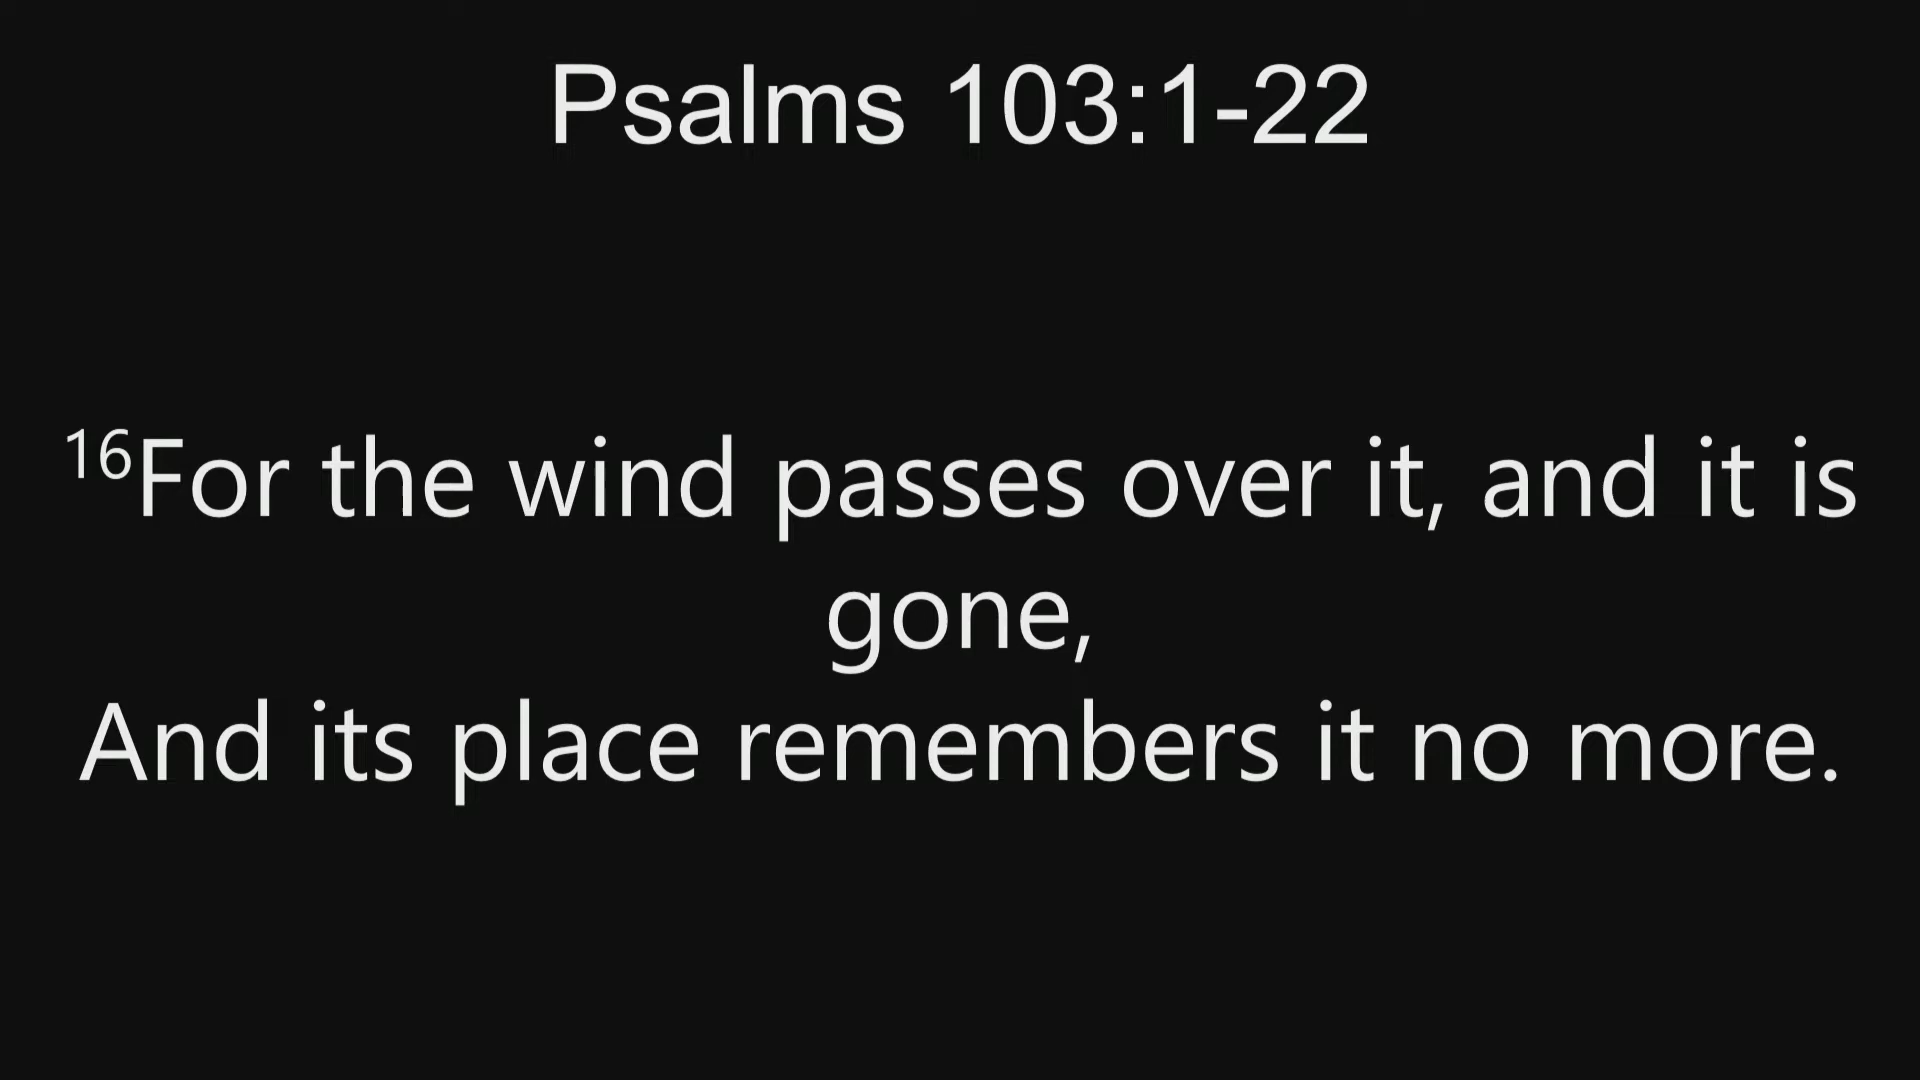 Psalms 103:1-22
16For the wind passes over it, and it is
gone,
And its place remembers it no more.